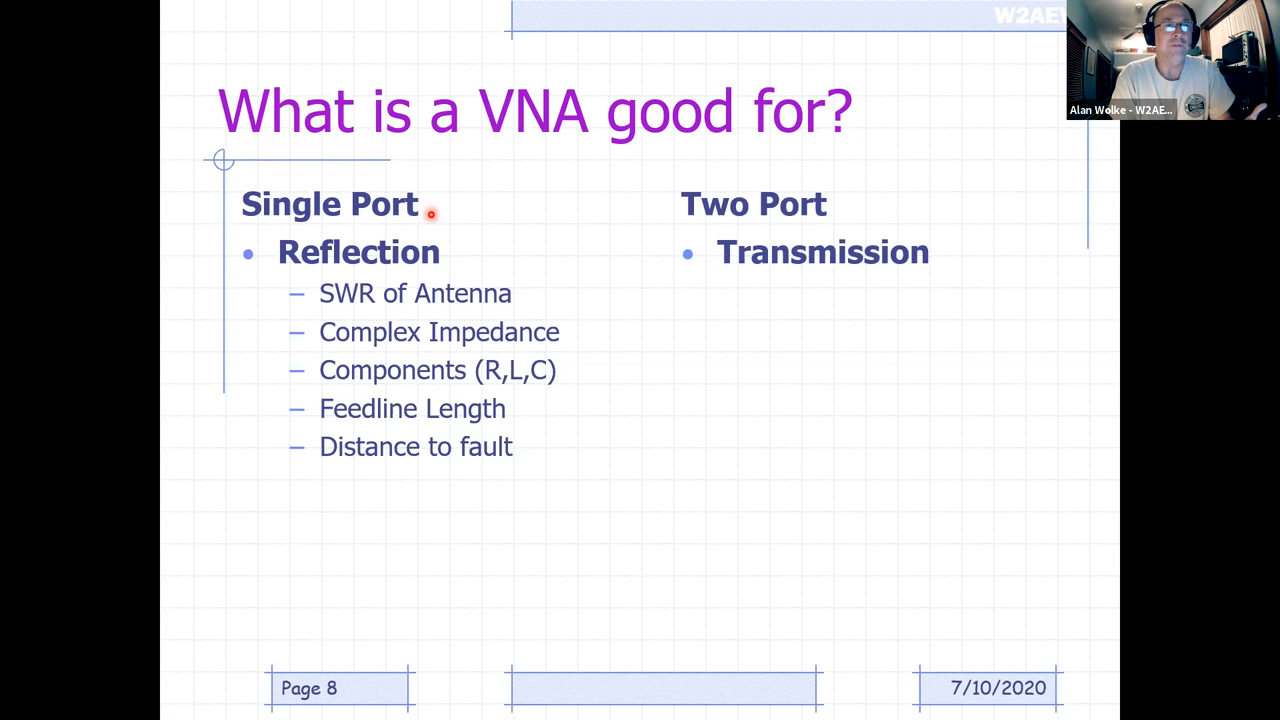 What is a VNA good for?
Alan Wolke - W2AE...
Single Port
Reflection
– SWR of Antenna
– Complex Impedance
– Components (R,L,C)
– Feedline Length
– Distance to fault
Two Port
Transmission
Page 8
7/10/2020